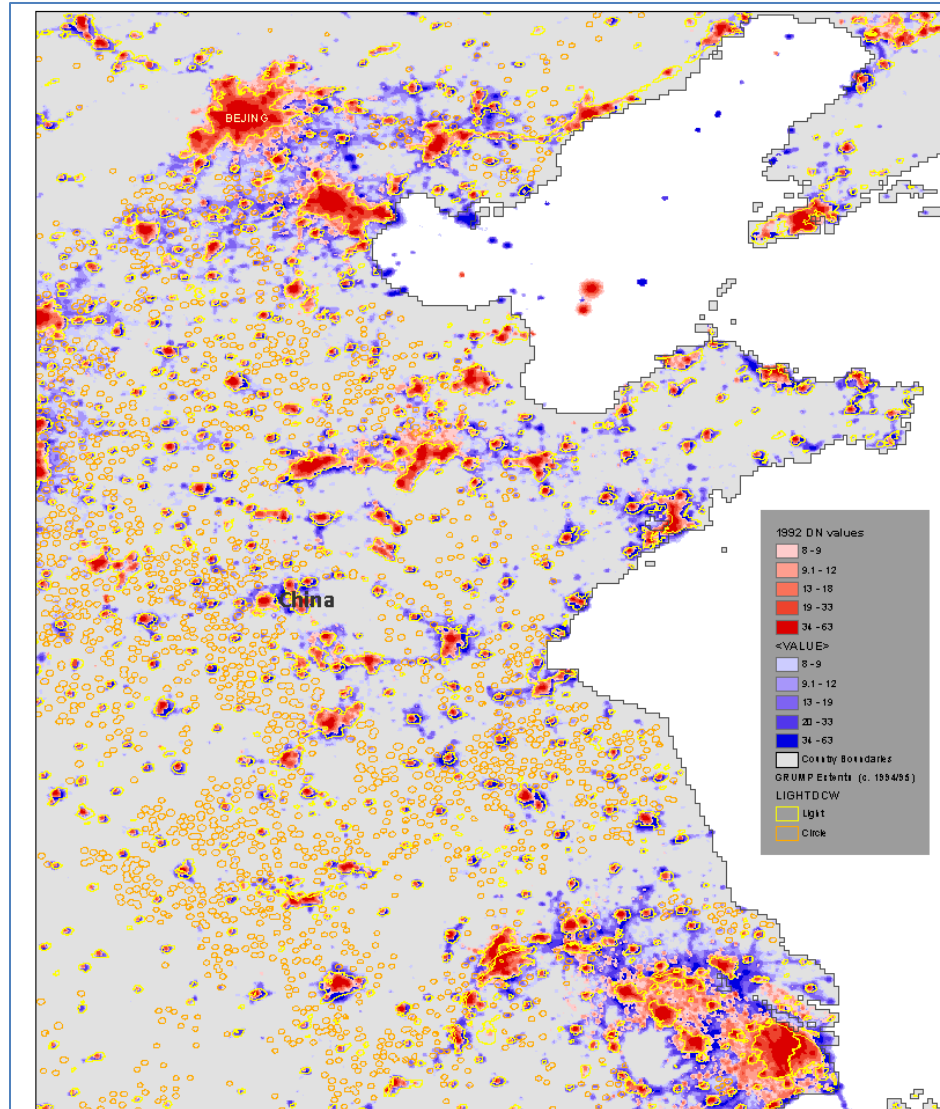 BEJING
China
1992 DN values
8 - 9
9.1 - 12
13 - 18
19 - 33
34 - 63
<VALUE>
8 - 9
9.1 - 12
13 - 19
20 - 33
34 - 63
Country Boundaries
GRUMP Extents (c. 1994/95)
LIGHTDCW
Light
Circle